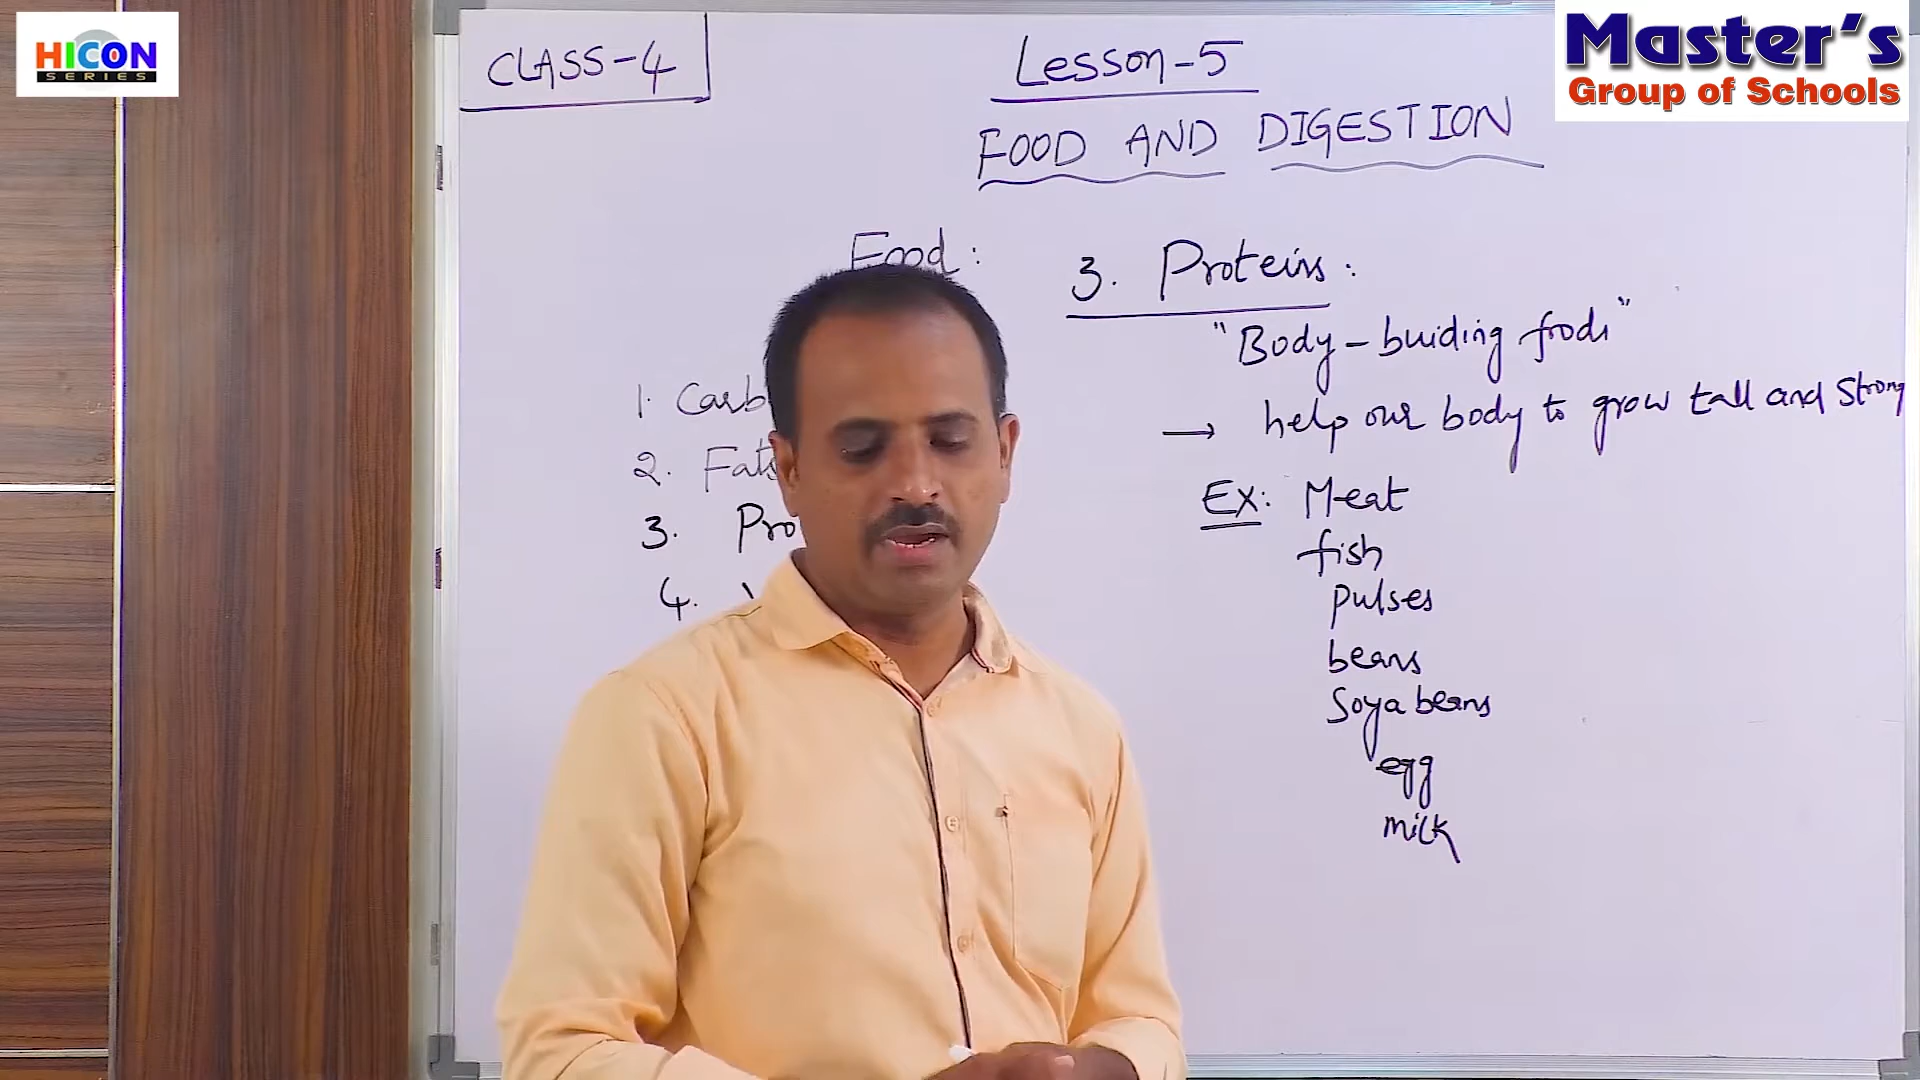 HICON
SERIES
CLASS-4
Lesson-5
Master's
Group of Schools
FOOD AND DIGESTION
Food:
1. Carb
2. Fats
3. Pro
4.
3. Proteins:
"Body-buiding foods"
→ help our body to grow tall and strong
Ex: Meat
fish
pulses
beans
Soya beans
egg
milk